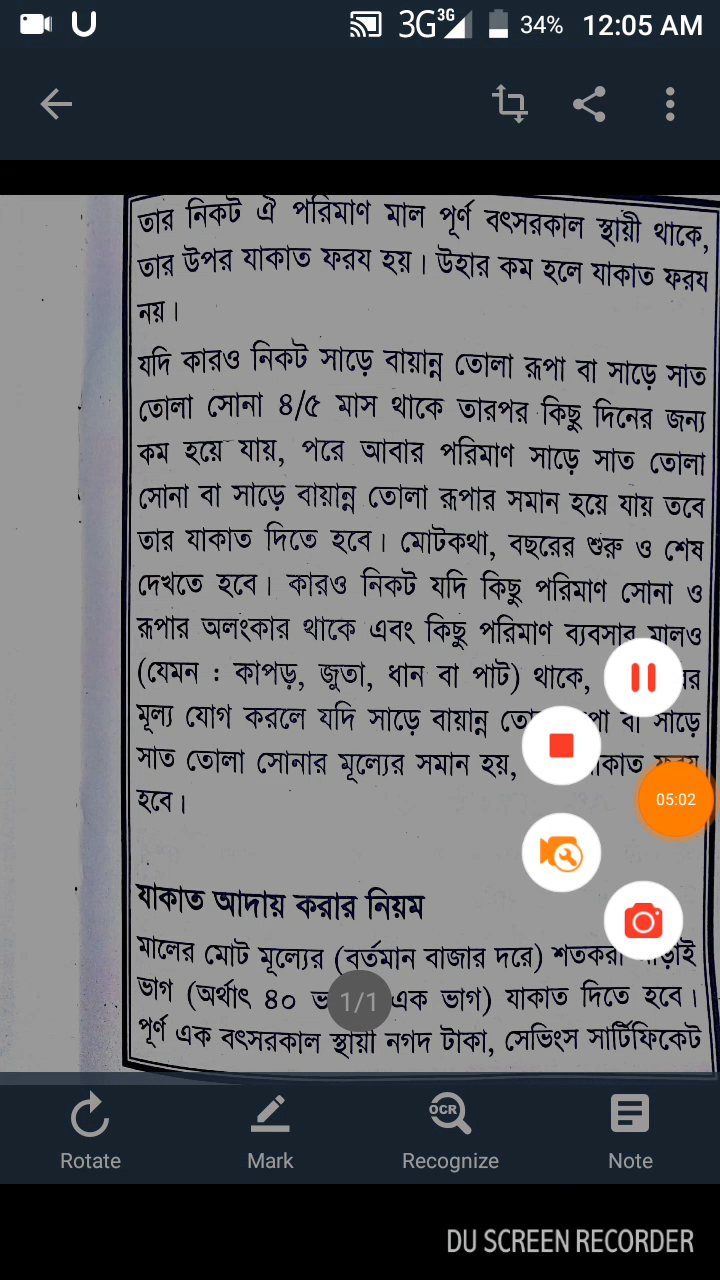 3G 3G 34% 12:05 AM
তার নিকট ঐ পরিমাণ মাল পূর্ণ বৎসরকাল স্থায়ী থাকে,
তার উপর যাকাত ফরয হয়। উহার কম হলে যাকাত ফরয
নয়।
যদি কারও নিকট সাড়ে বায়ান্ন তোলা রূপা বা সাড়ে সাত
তোলা সোনা ৪/৫ মাস থাকে তারপর কিছু দিনের জন্য
কম হয়ে যায়, পরে আবার পরিমাণ সাড়ে সাত তোলা
সোনা বা সাড়ে বায়ান্ন তোলা রূপার সমান হয়ে যায় তবে
তার যাকাত দিতে হবে। মোটকথা, বছরের শুরু ও শেষ
দেখতে হবে। কারও নিকট যদি কিছু পরিমাণ সোনা ও
রূপার অলংকার থাকে এবং কিছু পরিমাণ ব্যবসার মালও
(যেমন : কাপড়, জুতা, ধান বা পাট) থাকে,
মূল্য যোগ করলে যদি সাড়ে বায়ান্ন বা সাড়ে
সাত তোলা সোনার মূল্যের সমান হয়,
05:02
হবে।
যাকাত আদায় করার নিয়ম
মালের মোট মূল্যের (বর্তমান বাজার দরে)
ভাগ (অর্থাৎ ৪০ 1/1 এক ভাগ) যাকাত দিতে হবে।
পূর্ণ এক বৎসরকাল স্থায়ী নগদ টাকা, সেভিংস সার্টিফিকেট
OCR
Rotate Mark Recognize Note
DU SCREEN RECORDER